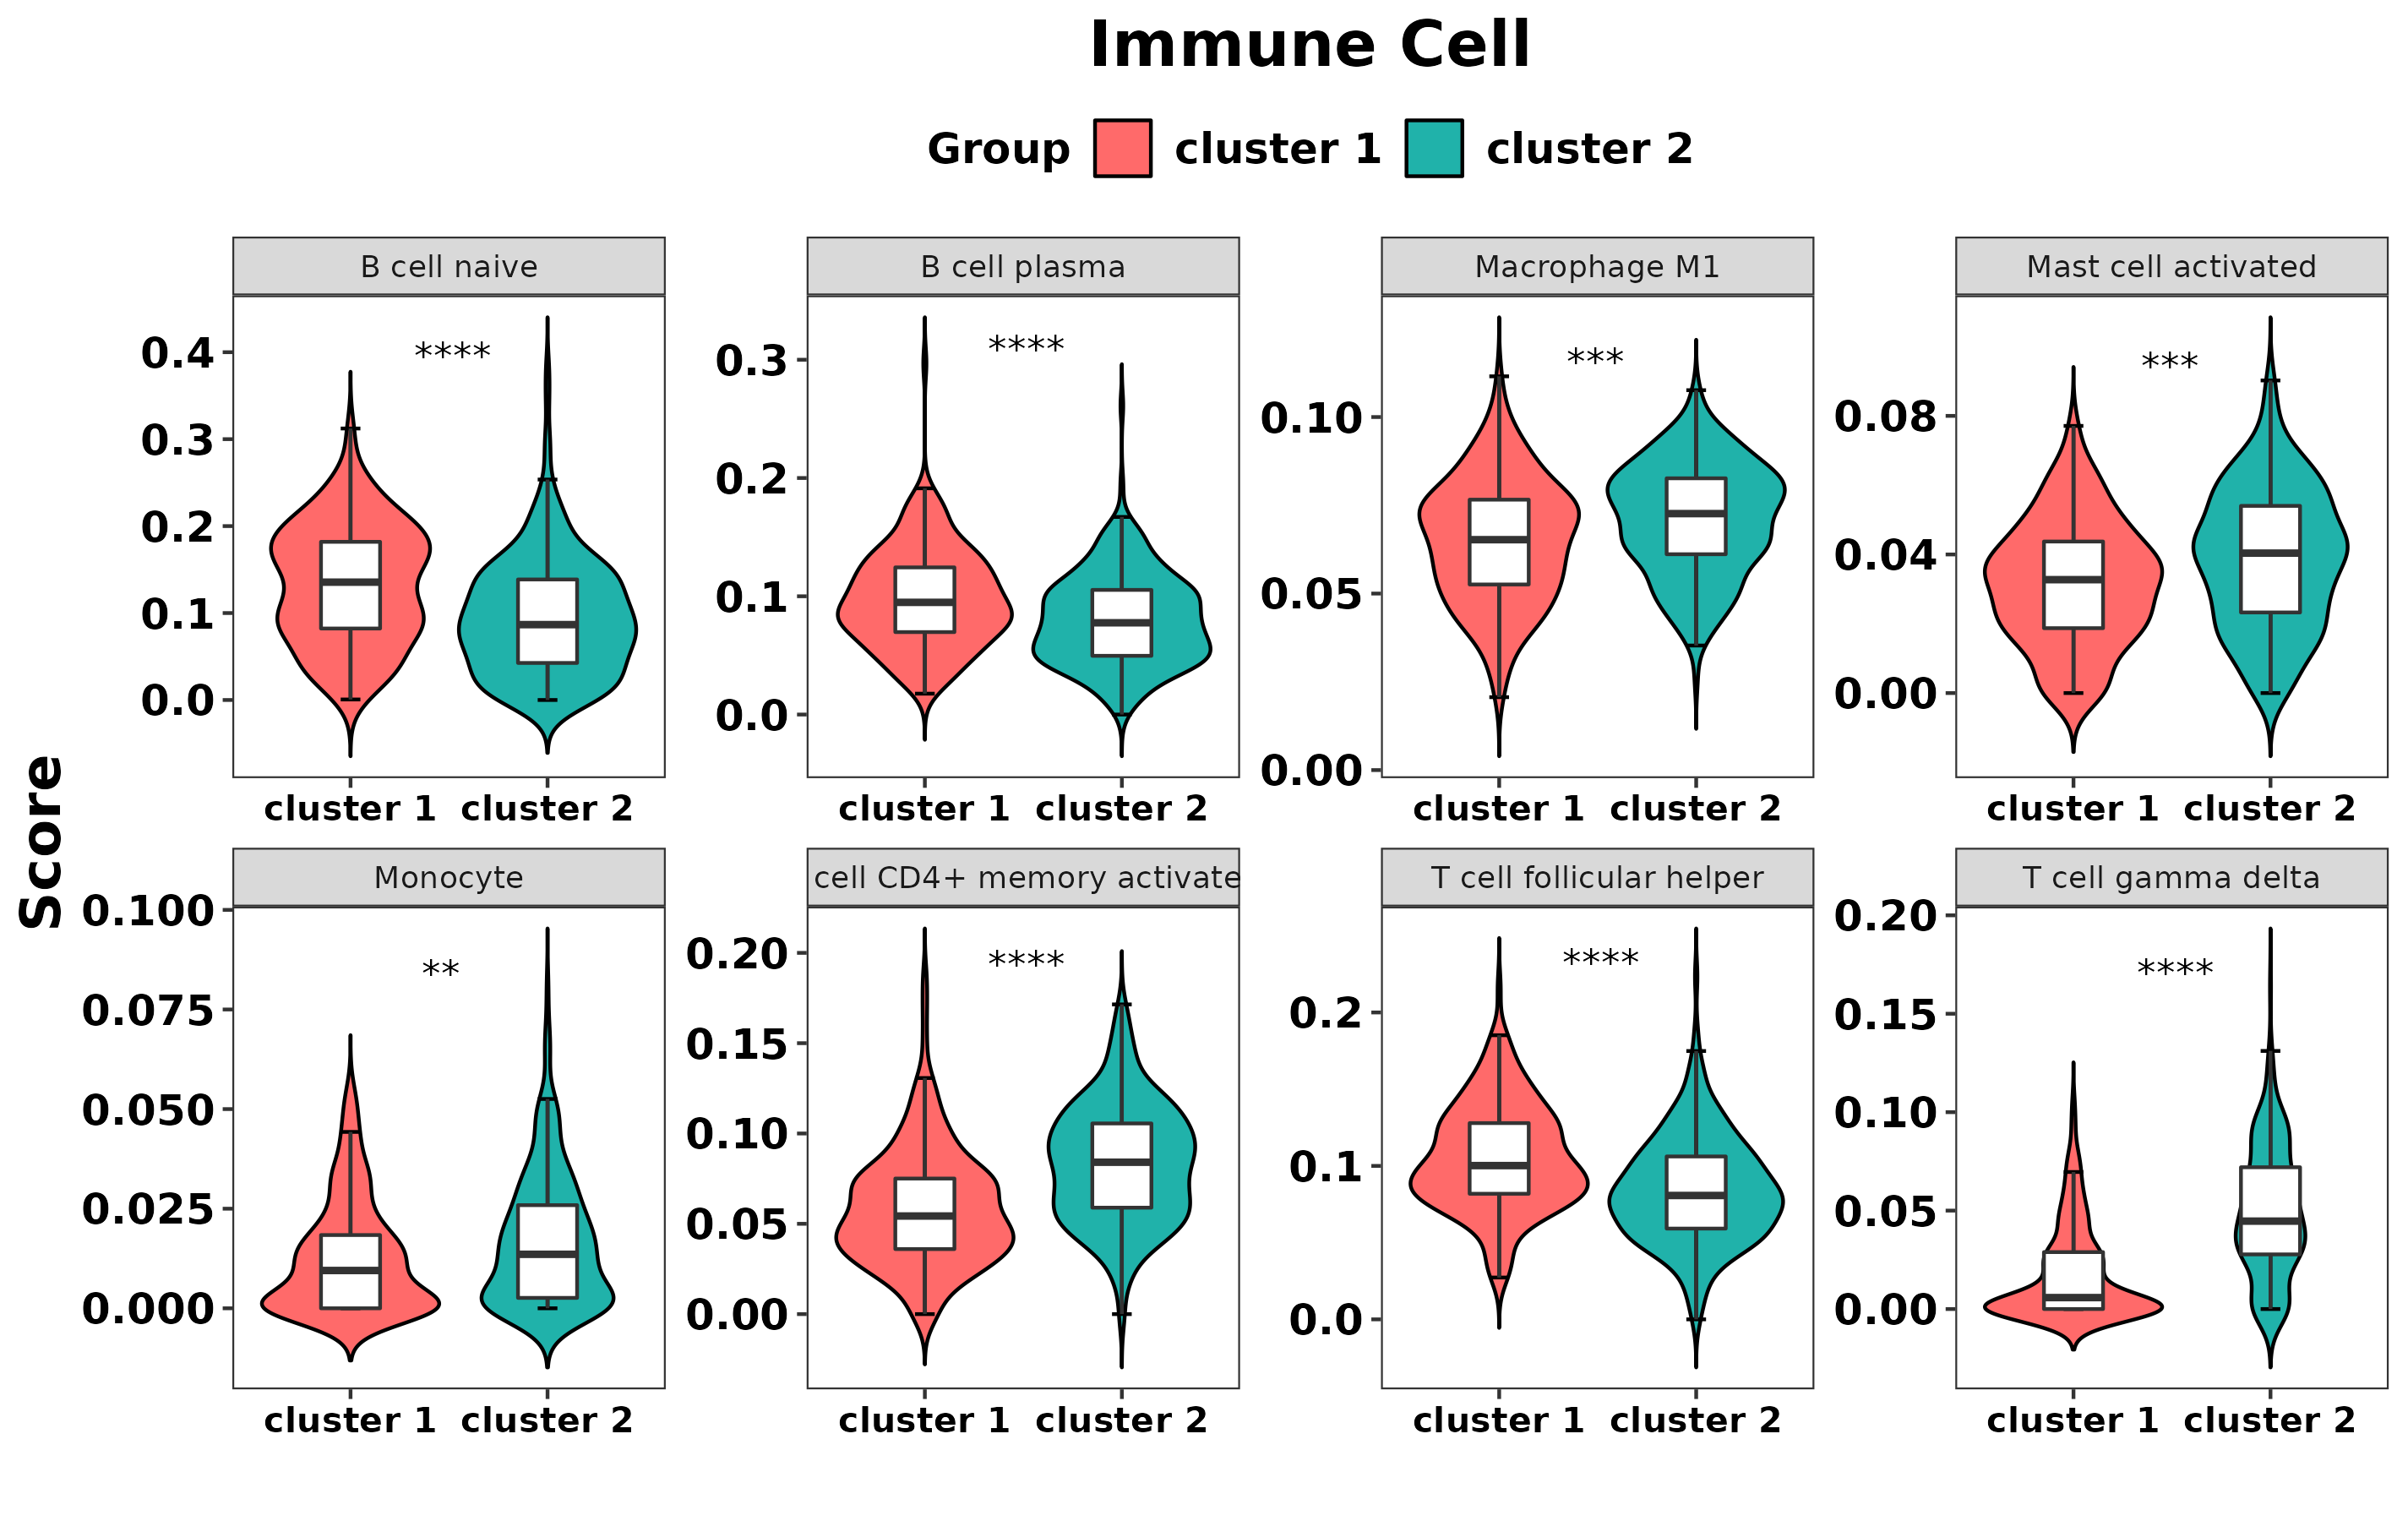 Immune Cell
Group cluster 1 cluster 2
B cell naive
B cell plasma
Macrophage M1
Mast cell activated
0.4
0.3
0.2
0.1
0.0
****
cluster 1 cluster 2
0.3
0.2
0.1
0.0
****
cluster 1 cluster 2
0.10
0.05
0.00
***
cluster 1 cluster 2
0.08
0.04
0.00
***
cluster 1 cluster 2
Score
Monocyte
cell CD4+ memory activate
T cell follicular helper
T cell gamma delta
0.100
0.075
0.050
0.025
0.000
**
cluster 1 cluster 2
0.20
0.15
0.10
0.05
0.00
****
cluster 1 cluster 2
0.2
0.1
0.0
****
cluster 1 cluster 2
0.20
0.15
0.10
0.05
0.00
****
cluster 1 cluster 2